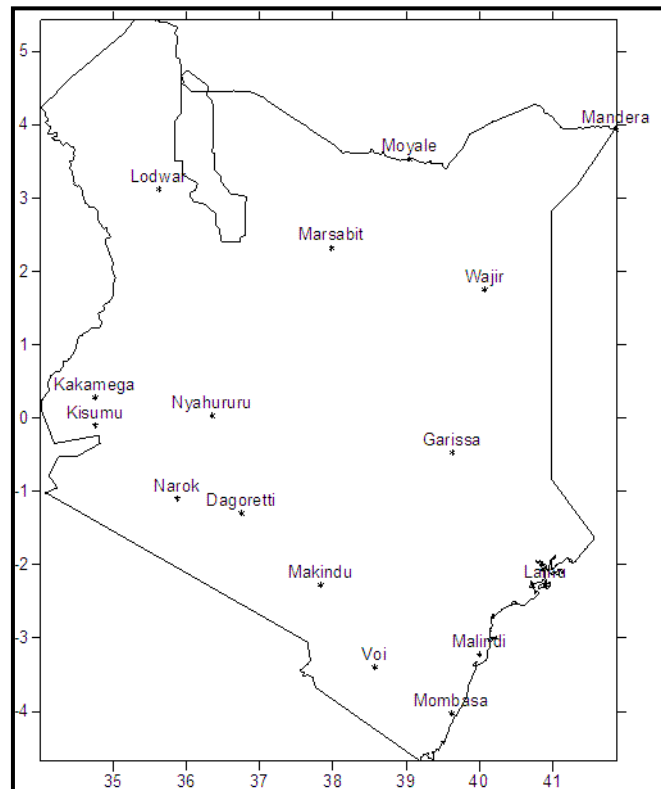 5
Mandera
4
Moyale
Lodwar
3
Marsabit
2
Wajir
1
Kakamega
Nyahururu
Kisumu
0
Garissa
-1
Narok
Dagoretti
-2
Makindu
Lamu
-3
Malindi
Voi
-4
Mombasa
35 36 37 38 39 40 41